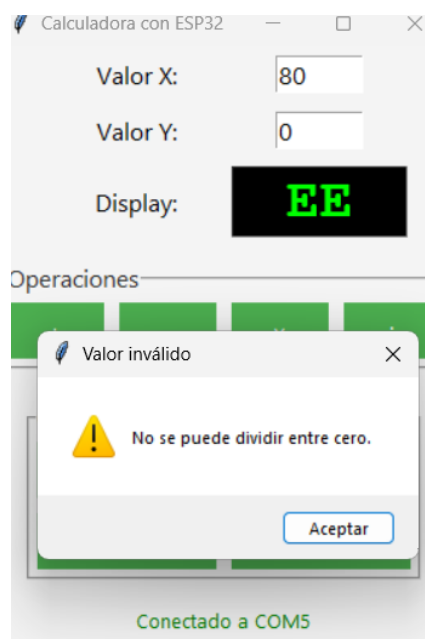 Calculadora con ESP32
Valor X: 80
Valor Y: 0
Display: EE
Operaciones
Valor inválido
No se puede dividir entre cero.
Aceptar
Conectado a COM5